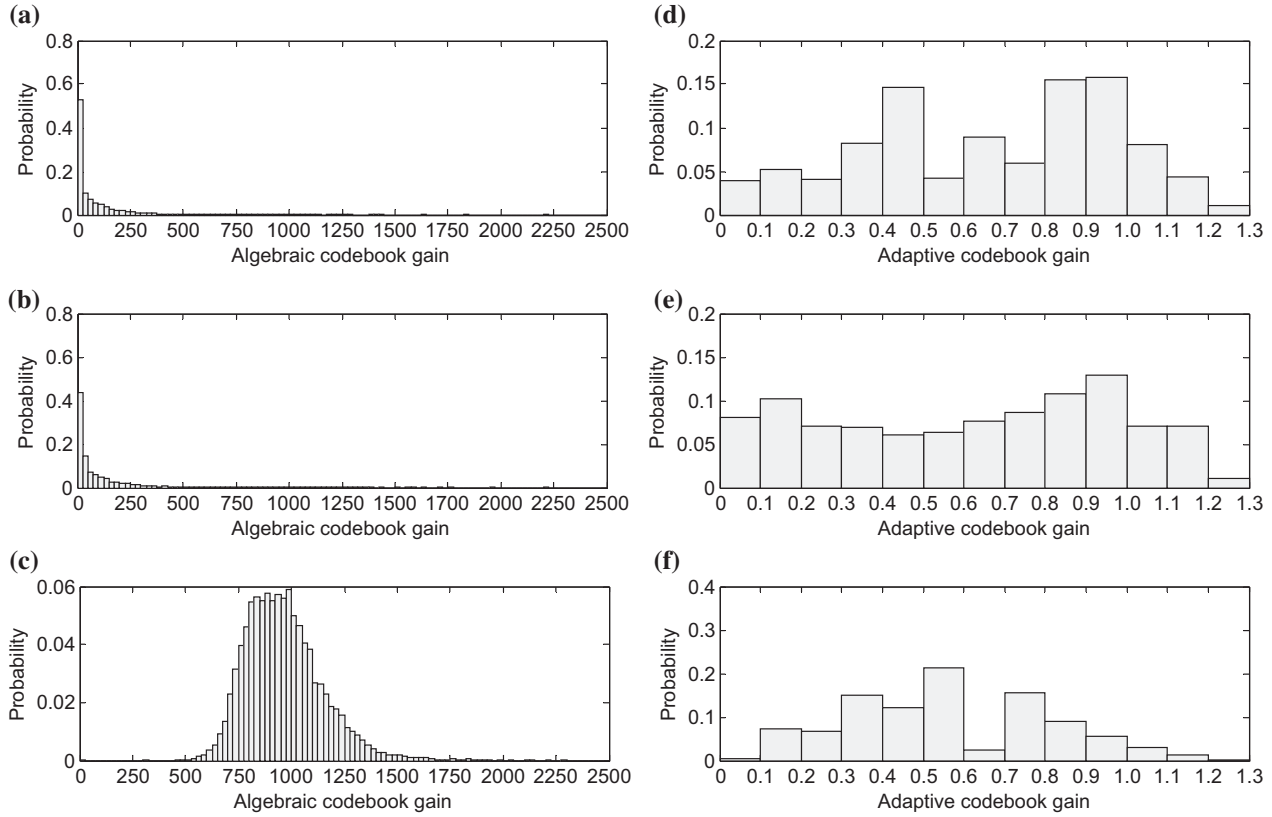 (a)
0.8
0.6
0.4
0.2
0
Probability
0 250 500 750 1000 1250 1500 1750 2000 2250 2500
Algebraic codebook gain
(d)
0.2
0.15
0.1
0.05
0
Probability
0 0.1 0.2 0.3 0.4 0.5 0.6 0.7 0.8 0.9 1.0 1.1 1.2 1.3
Adaptive codebook gain
(b)
0.8
0.6
0.4
0.2
0
Probability
0 250 500 750 1000 1250 1500 1750 2000 2250 2500
Algebraic codebook gain
(e)
0.2
0.15
0.1
0.05
0
Probability
0 0.1 0.2 0.3 0.4 0.5 0.6 0.7 0.8 0.9 1.0 1.1 1.2 1.3
Adaptive codebook gain
(c)
0.06
0.04
0.02
0
Probability
0 250 500 750 1000 1250 1500 1750 2000 2250 2500
Algebraic codebook gain
(f)
0.4
0.3
0.2
0.1
0
Probability
0 0.1 0.2 0.3 0.4 0.5 0.6 0.7 0.8 0.9 1.0 1.1 1.2 1.3
Adaptive codebook gain